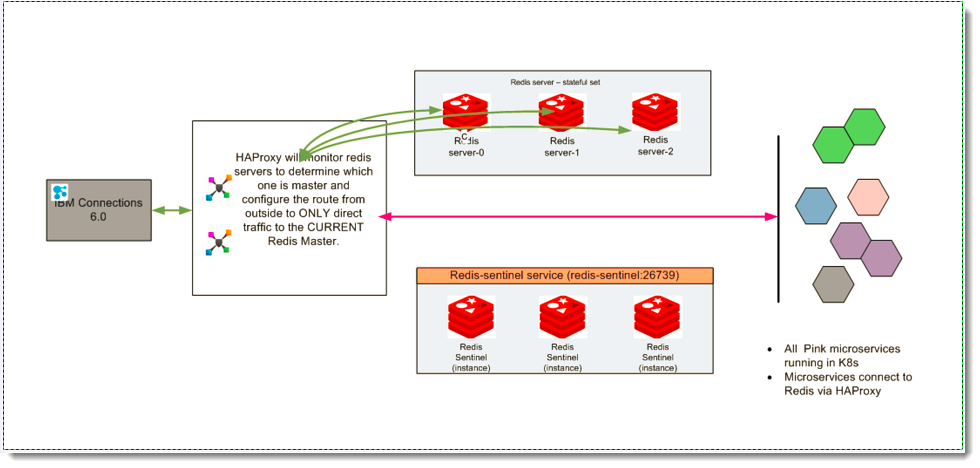 Redis server – stateful set
Redis
server-0
Redis
server-1
Redis
server-2
HAProxy will monitor redis
servers to determine which
one is master and
configure the route from
outside to ONLY direct
traffic to the CURRENT
Redis Master.
IBM Connections
6.0
Redis-sentinel service (redis-sentinel:26739)
Redis
Sentinel
(instance)
Redis
Sentinel
(instance)
Redis
Sentinel
(instance)
• All Pink microservices
running in K8s
• Microservices connect to
Redis via HAProxy